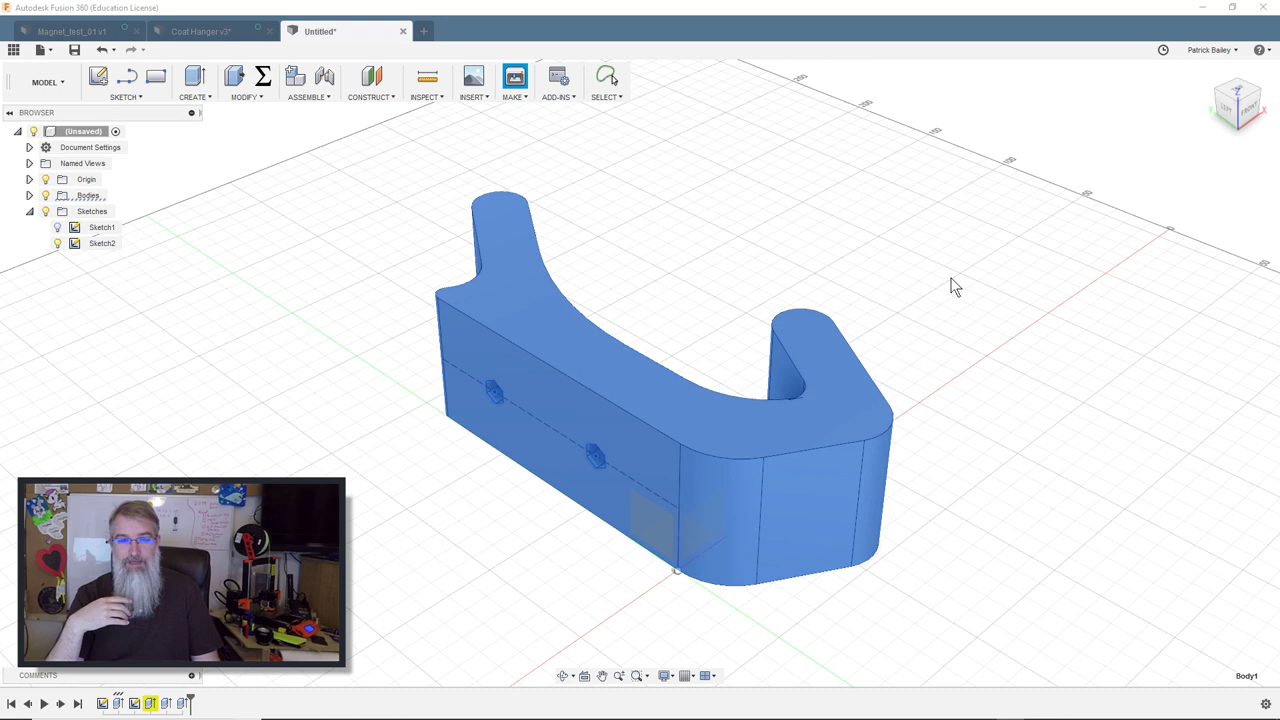 Autodesk Fusion 360 (Education License)
Magnet_test_01 v1
Coat Hanger v3*
Untitled*
Patrick Bailey
MODEL
SKETCH
CREATE
MODIFY
ASSEMBLE
CONSTRUCT
INSPECT
INSERT
MAKE
ADD-INS
SELECT
BROWSER
(Unsaved)
Document Settings
Named Views
Origin
Bodies
Sketches
Sketch1
Sketch2
Z
LEFT
FRONT
Y
X
COMMENTS
Body1